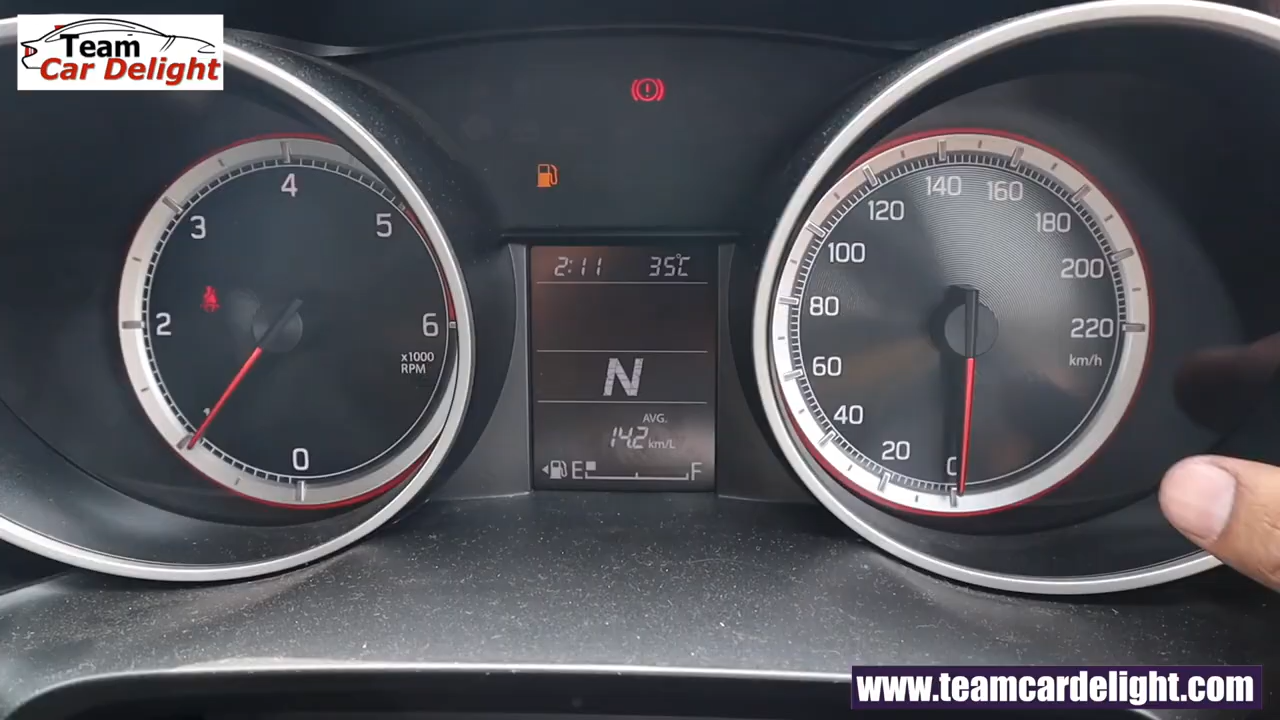 Team
Car Delight
0
1
2
3
4
5
6
x1000
RPM
2:11 35℃
N
AVG.
14.2 km/L
E F
0
20
40
60
80
100
120
140
160
180
200
220
km/h
www.teamcardelight.com